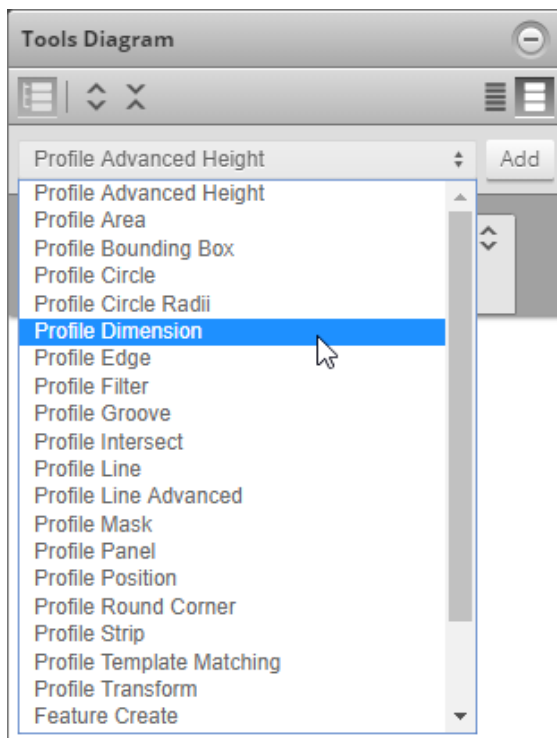 Tools Diagram
Profile Advanced Height
Add
Profile Advanced Height
Profile Area
Profile Bounding Box
Profile Circle
Profile Circle Radii
Profile Dimension
Profile Edge
Profile Filter
Profile Groove
Profile Intersect
Profile Line
Profile Line Advanced
Profile Mask
Profile Panel
Profile Position
Profile Round Corner
Profile Strip
Profile Template Matching
Profile Transform
Feature Create